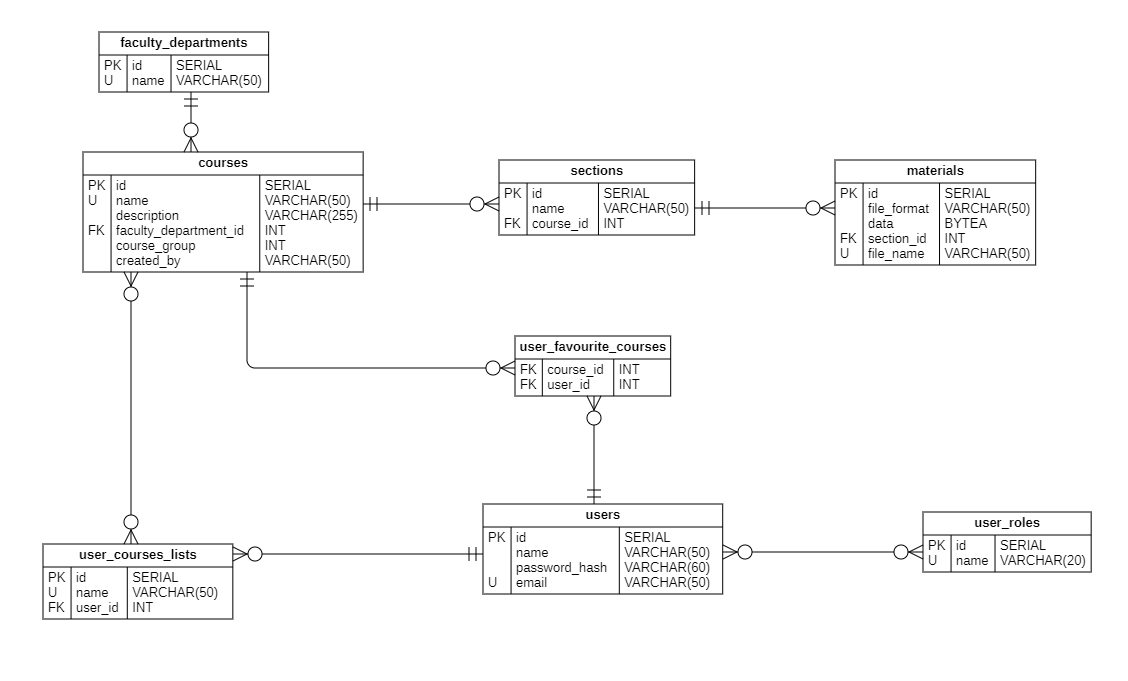 faculty_departments
PK id SERIAL
U name VARCHAR(50)
courses
PK id SERIAL
U name VARCHAR(50)
description VARCHAR(255)
FK faculty_department_id INT
course_group INT
created_by VARCHAR(50)
sections
PK id SERIAL
name VARCHAR(50)
FK course_id INT
materials
PK id SERIAL
file_format VARCHAR(50)
data BYTEA
FK section_id INT
U file_name VARCHAR(50)
user_favourite_courses
FK course_id INT
FK user_id INT
users
PK id SERIAL
name VARCHAR(50)
password_hash VARCHAR(60)
U email VARCHAR(50)
user_roles
PK id SERIAL
U name VARCHAR(20)
user_courses_lists
PK id SERIAL
U name VARCHAR(50)
FK user_id INT